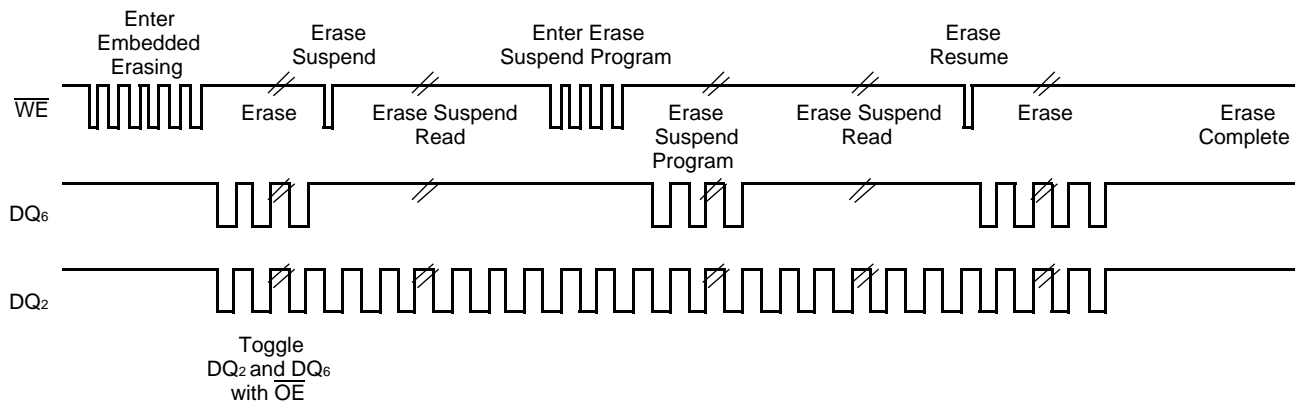 Enter
Embedded
Erasing
Erase
Suspend
Enter Erase
Suspend Program
Erase
Resume
WE
Erase
Erase Suspend
Read
Erase
Suspend
Program
Erase Suspend
Read
Erase
Erase
Complete
DQ6
DQ2
Toggle
DQ2 and DQ6
with OE